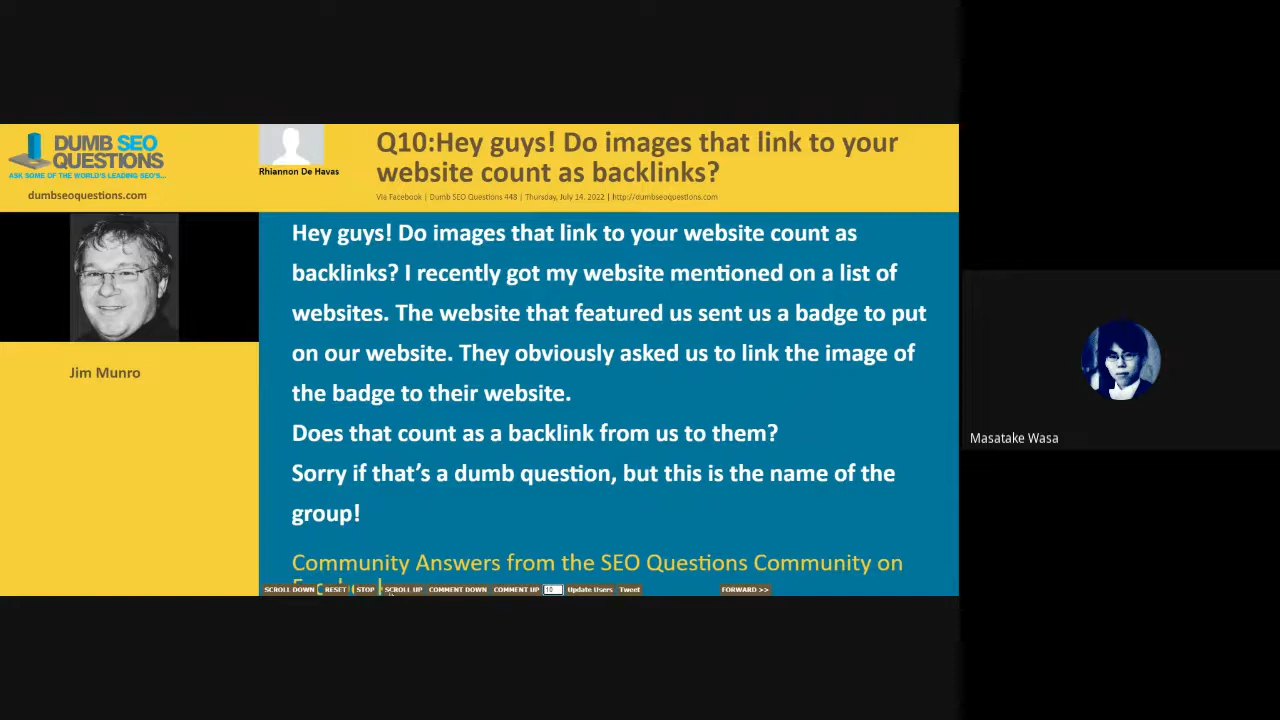 DUMB SEO
QUESTIONS
ASK SOME OF THE WORLD'S LEADING SEO'S...
dumbseoquestions.com
Rhiannon De Havas
Q10:Hey guys! Do images that link to your
website count as backlinks?
Via Facebook | Dumb SEO Questions 448 | Thursday, July 14, 2022 | http://dumbseoquestions.com
Jim Munro
Hey guys! Do images that link to your website count as
backlinks? I recently got my website mentioned on a list of
websites. The website that featured us sent us a badge to put
on our website. They obviously asked us to link the image of
the badge to their website.
Does that count as a backlink from us to them?
Sorry if that's a dumb question, but this is the name of the
group!
Community Answers from the SEO Questions Community on
SCROLL DOWN RESET STOP SCROLL UP COMMENT DOWN COMMENT UP 10 Update Users Tweet FORWARD >>
Masatake Wasa